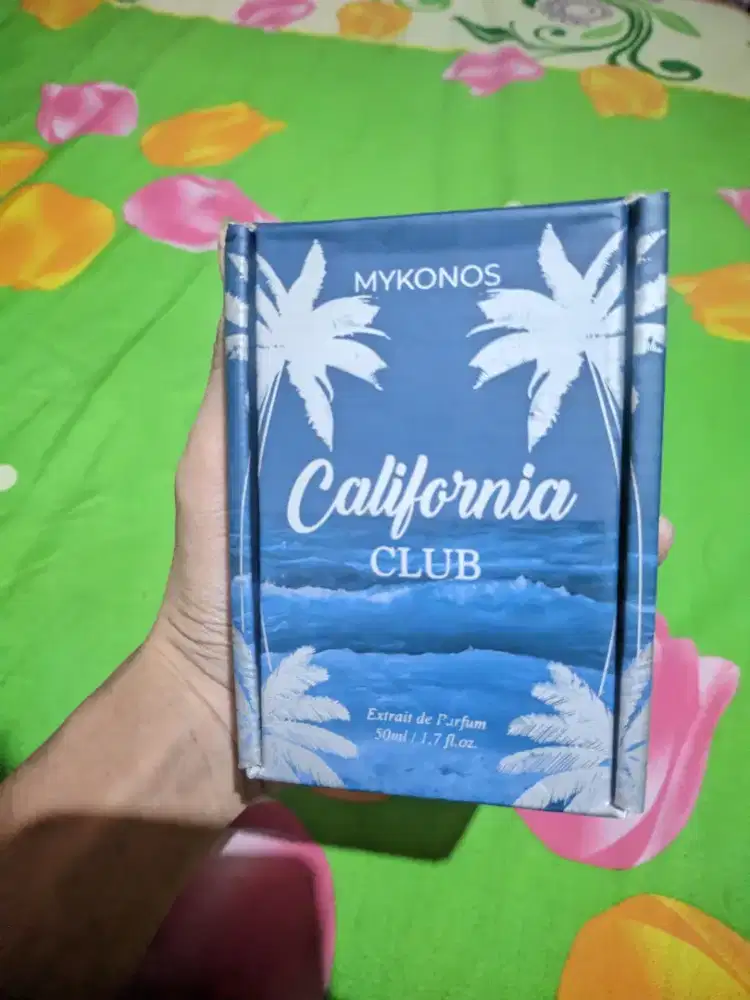 MYKONOS
California
CLUB
Extrait de Parfum
50ml / 1.7 fl.oz.